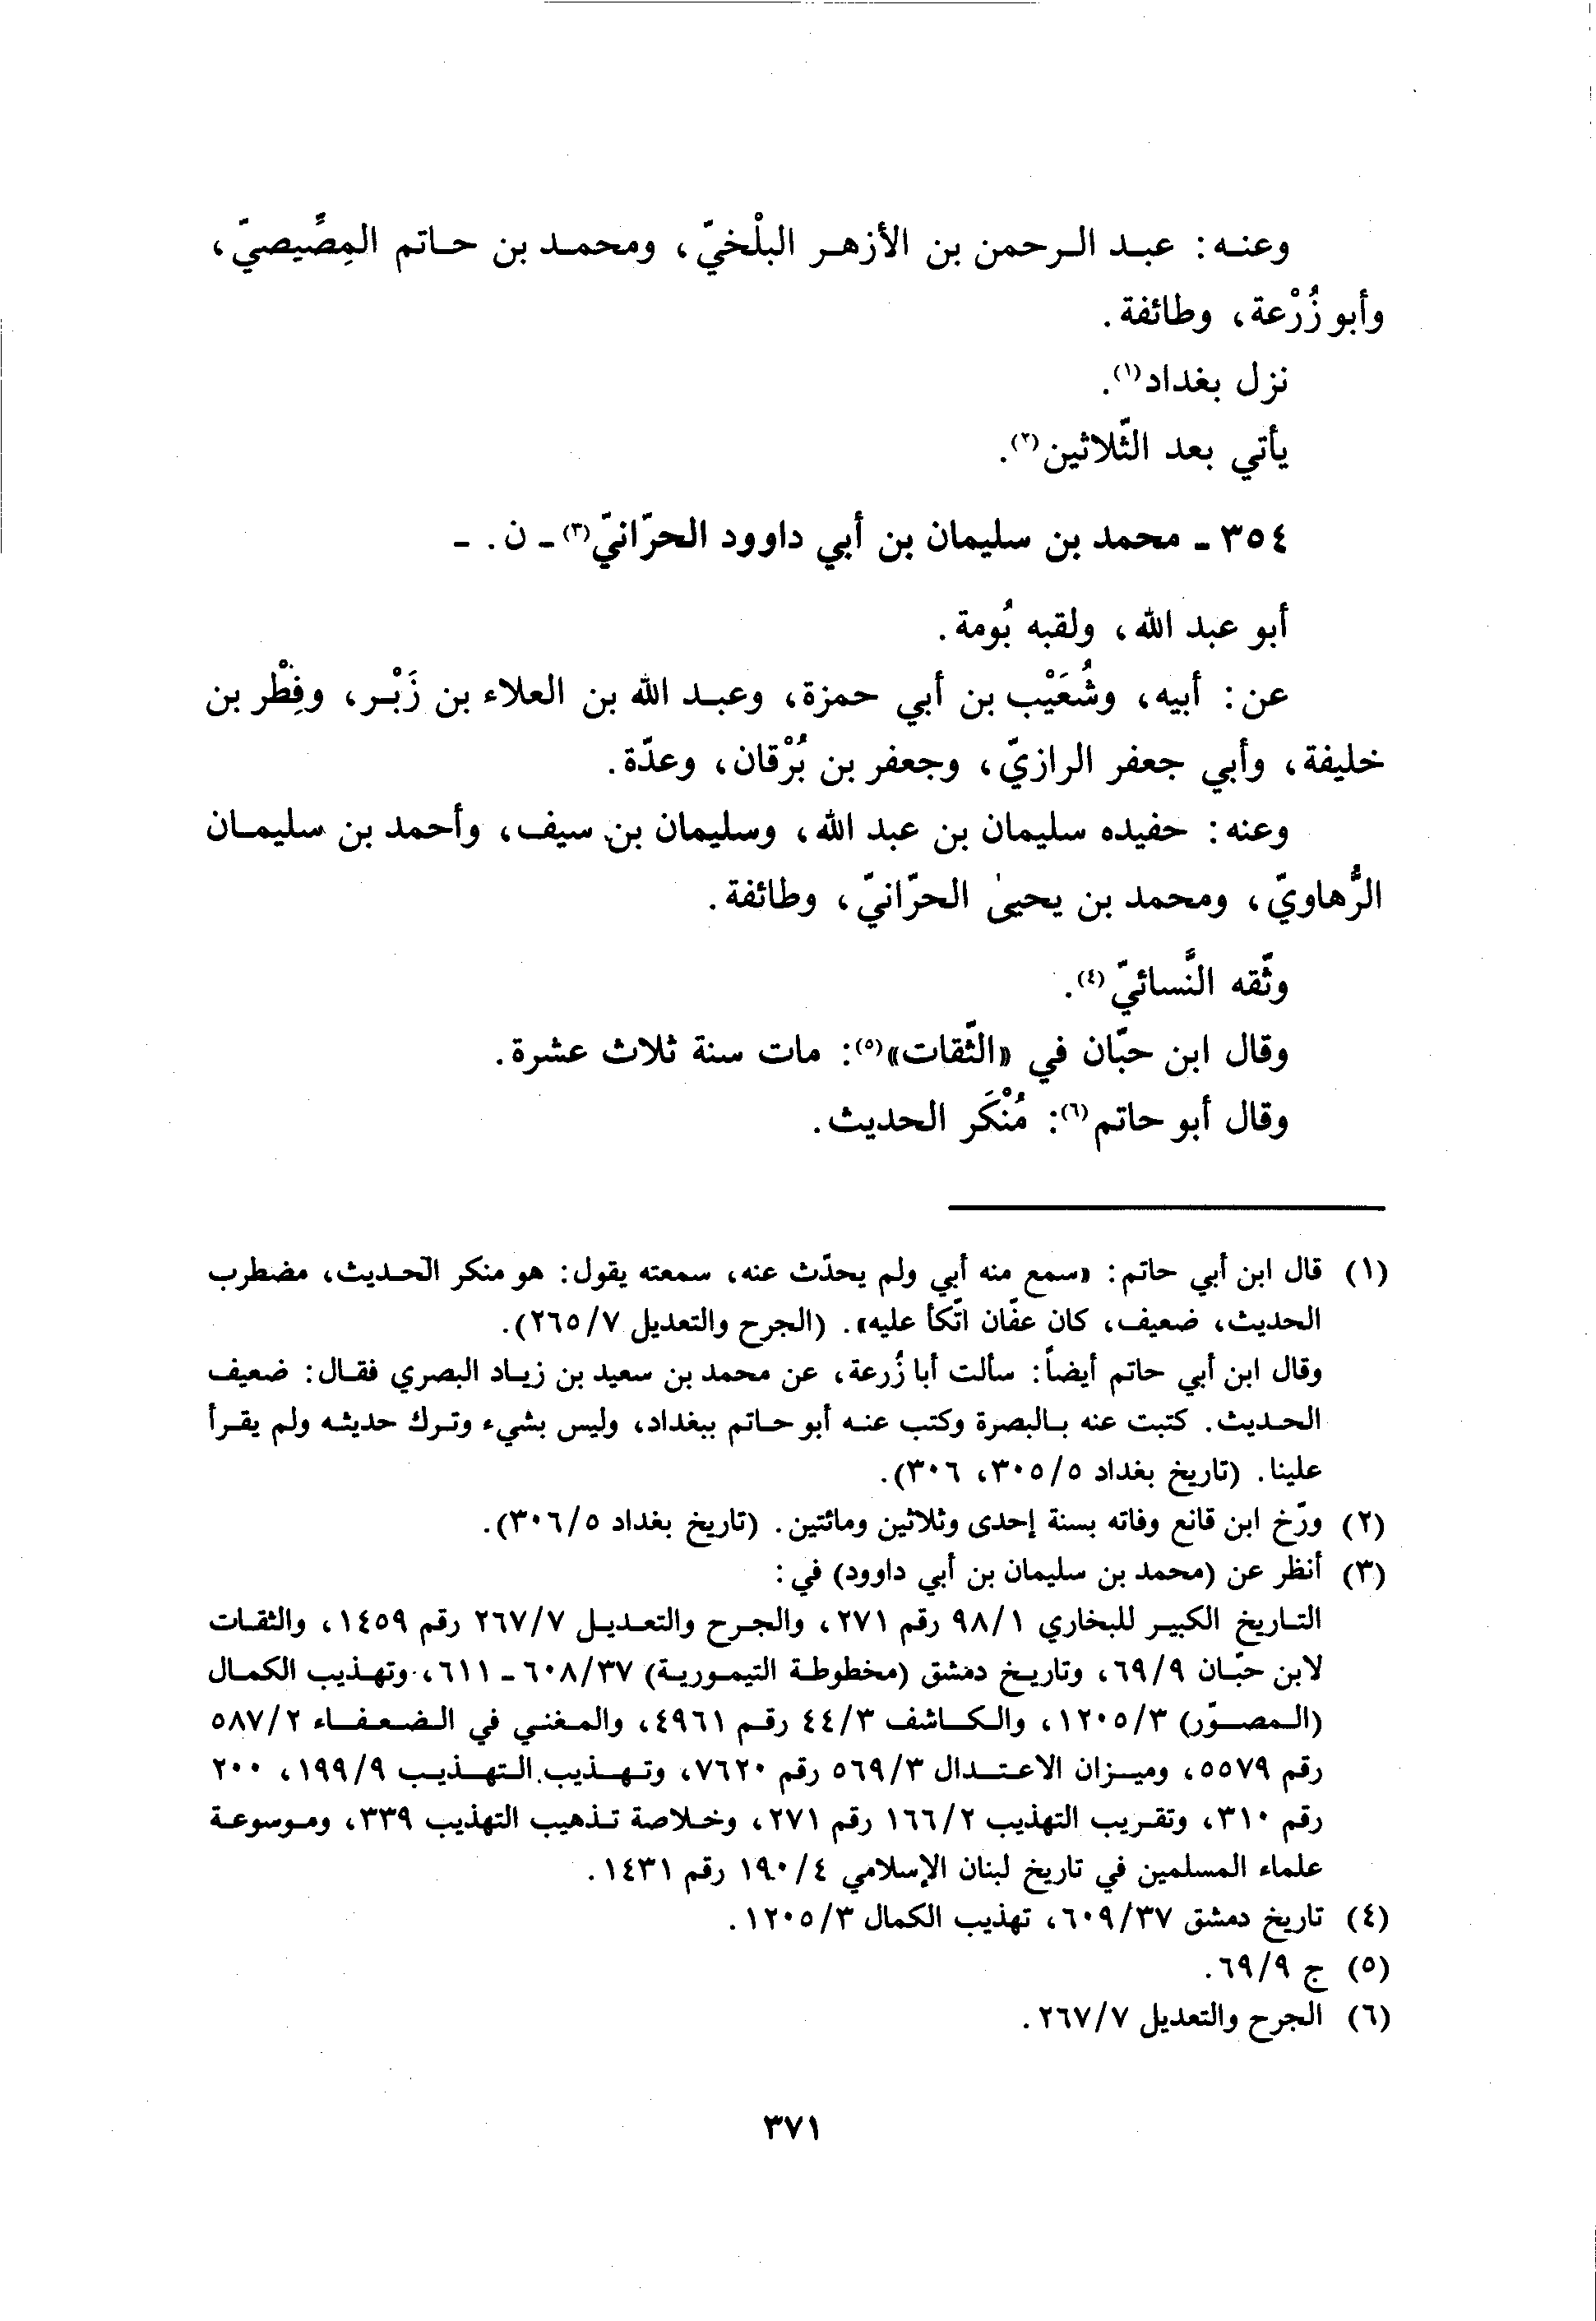 وعنه: عبد الرحمن بن الأزهر البلْخيّ، ومحمد بن حاتم المِصِّيصيّ،
وأبو زُرْعة، وطائفة.
نزل بغداد(١).
يأتي بعد الثّلاثين(٢).
٣٥٤ ـ محمد بن سليمان بن أبي داوود الحرّانيّ(٣) ـ ن. ـ
أبو عبد الله، ولقبه بُومة.
عن: أبيه، وشُعَيْب بن أبي حمزة، وعبد الله بن العلاء بن زَبْر، وفِطْر بن
خليفة، وأبي جعفر الرازيّ، وجعفر بن بُرْقان، وعدّة.
وعنه: حفيده سليمان بن عبد الله، وسليمان بن سيف، وأحمد بن سليمان
الرُّهاويّ، ومحمد بن يحيىٰ الحرّانيّ، وطائفة.
وثّقه النَّسائيّ(٤).
وقال ابن حبّان في «الثّقات»(٥): مات سنة ثلاث عشرة.
وقال أبو حاتم(٦): مُنْكَر الحديث.
(١) قال ابن أبي حاتم: «سمع منه أبي ولم يحدّث عنه، سمعته يقول: هو منكر الحديث، مضطرب
الحديث، ضعيف، كان عفّان اتّكأ عليه». (الجرح والتعديل ٢٦٥/٧).
وقال ابن أبي حاتم أيضاً: سألت أبا زُرعة، عن محمد بن سعيد بن زياد البصري فقال: ضعيف
الحديث. كتبت عنه بالبصرة وكتب عنه أبو حاتم ببغداد، وليس بشيء وترك حديثه ولم يقرأ
علينا. (تاريخ بغداد ٣٠٥/٥، ٣٠٦).
(٢) ورّخ ابن قانع وفاته بسنة إحدى وثلاثين ومائتين. (تاريخ بغداد ٣٠٦/٥).
(٣) أنظر عن (محمد بن سليمان بن أبي داوود) في:
التاريخ الكبير للبخاري ٩٨/١ رقم ٢٧١، والجرح والتعديل ٢٦٧/٧ رقم ١٤٥٩، والثقات
لابن حبّان ٦٩/٩، وتاريخ دمشق (مخطوطة التيمورية) ٦٠٨/٣٧ ـ ٦١١، وتهذيب الكمال
(المصوّر) ١٢٠٥/٣، والكاشف ٤٤/٣ رقم ٤٩٦١، والمغني في الضعفاء ٥٨٧/٢
رقم ٥٥٧٩، وميزان الاعتدال ٥٦٩/٣ رقم ٧٦٢٠، وتهذيب التهذيب ١٩٩/٩، ٢٠٠
رقم ٣١٠، وتقريب التهذيب ١٦٦/٢ رقم ٢٧١، وخلاصة تذهيب التهذيب ٣٣٩، وموسوعة
علماء المسلمين في تاريخ لبنان الإسلامي ١٩٠/٤ رقم ١٤٣١.
(٤) تاريخ دمشق ٦٠٩/٣٧، تهذيب الكمال ١٢٠٥/٣.
(٥) ج ٦٩/٩.
(٦) الجرح والتعديل ٢٦٧/٧.
٣٧١